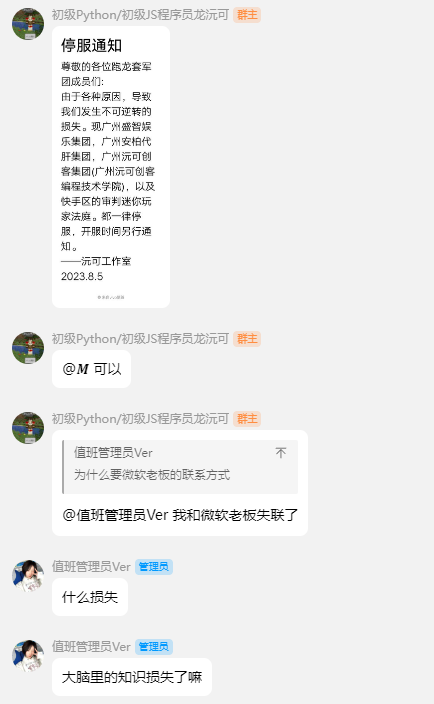 初级Python/初级JS程序员龙沅可 群主
停服通知
尊敬的各位跑龙套军
团成员们:
由于各种原因，导致
我们发生不可逆转的
损失。现广州盛智娱
乐集团，广州安柏代
肝集团，广州沅可创
客集团(广州沅可创客
编程技术学院)，以及
快手区的审判迷你玩
家法庭。都一律停
服，开服时间另行通
知。
——沅可工作室
2023.8.5
初级Python/初级JS程序员龙沅可 群主
@M 可以
初级Python/初级JS程序员龙沅可 群主
值班管理员Ver
为什么要微软老板的联系方式
@值班管理员Ver 我和微软老板失联了
值班管理员Ver 管理员
什么损失
值班管理员Ver 管理员
大脑里的知识损失了嘛